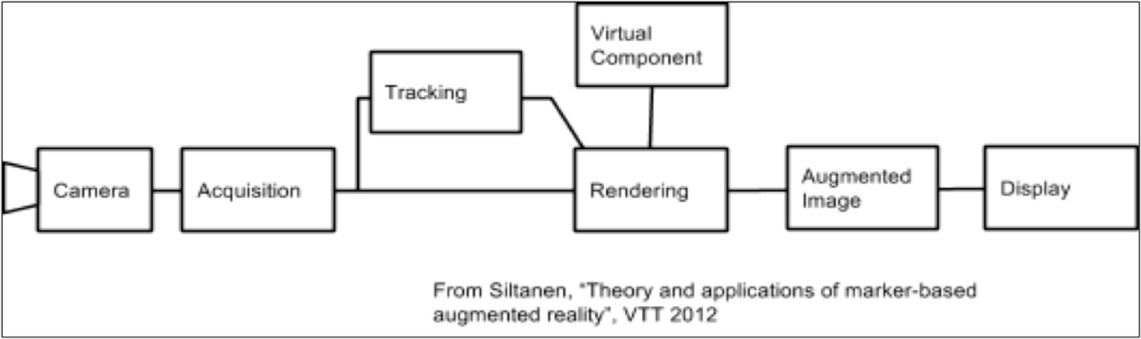 Virtual
Component
Tracking
Camera
Acquisition
Rendering
Augmented
Image
Display
From Siltanen, “Theory and applications of marker-based
augmented reality”, VTT 2012